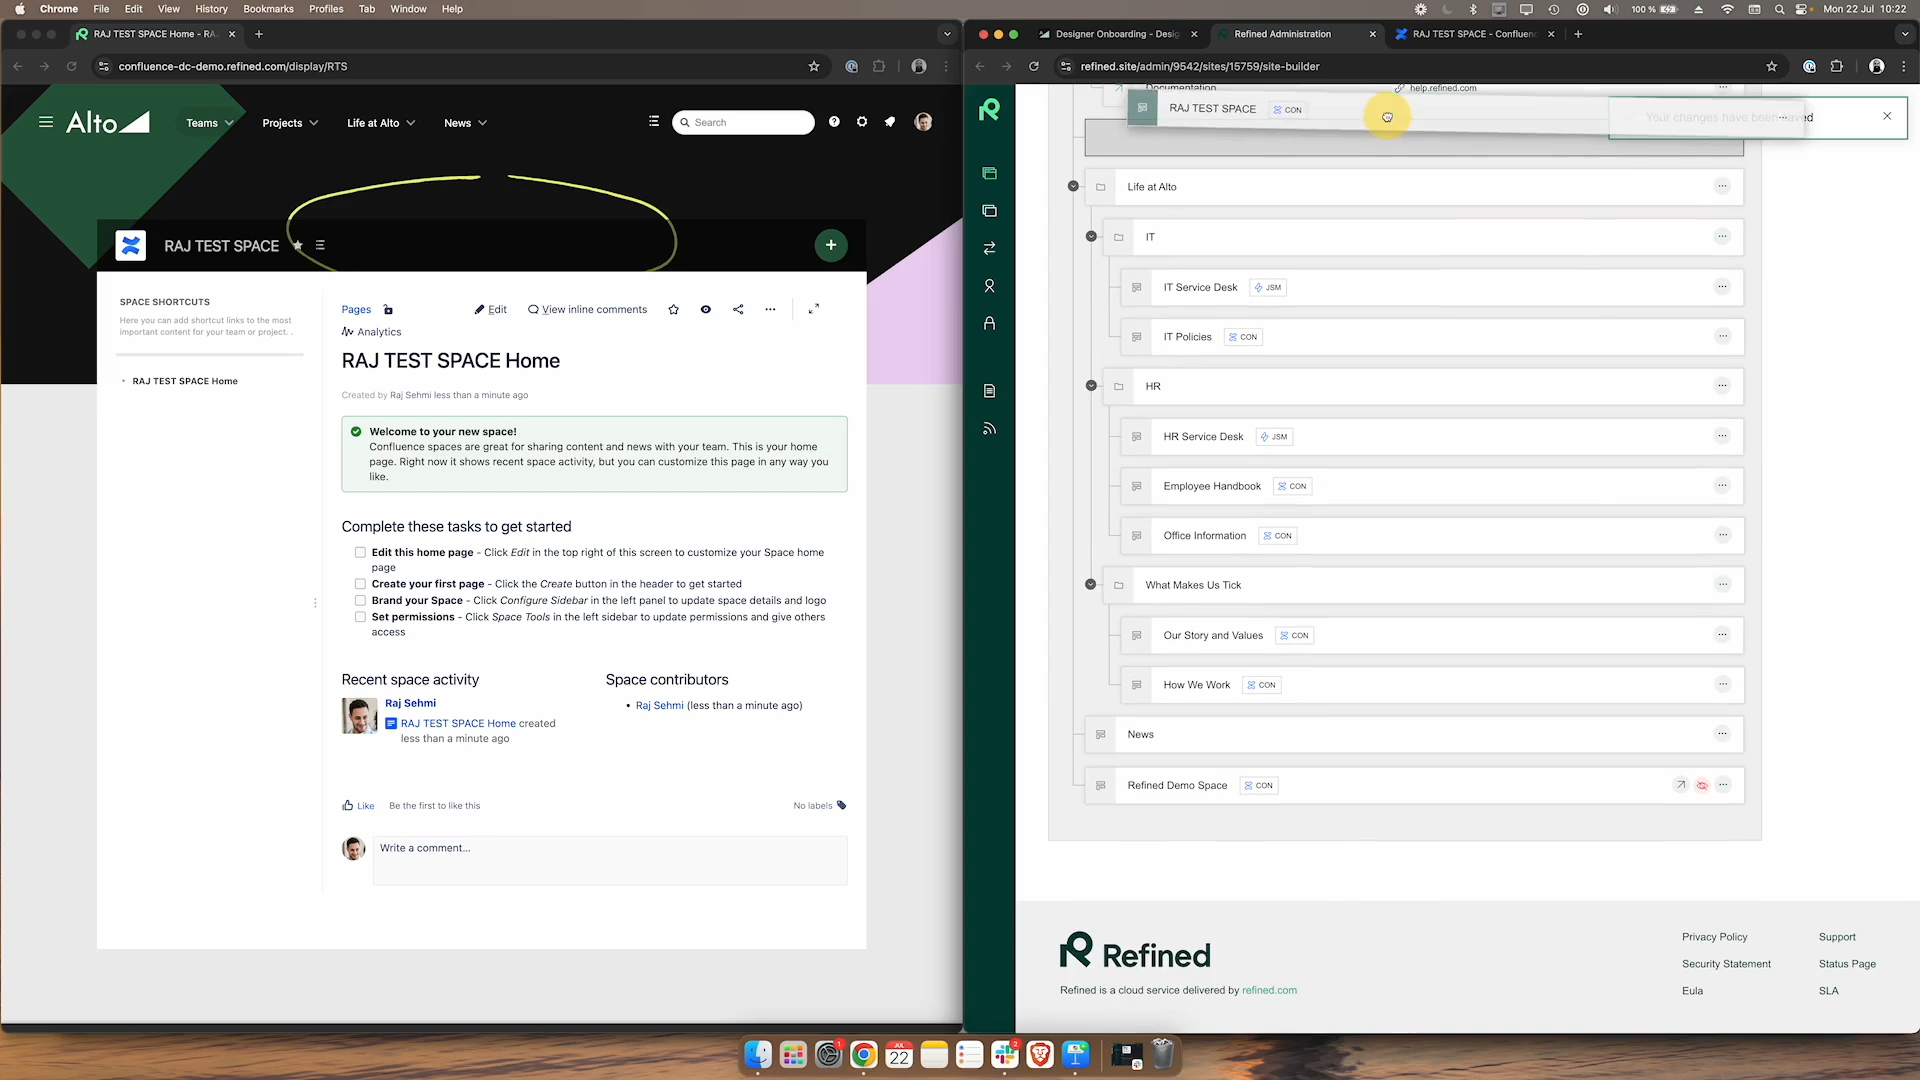 Chrome File Edit View History Bookmarks Profiles Tab Window Help
100 % Mon 22 Jul 10:22
RAJ TEST SPACE Home - RA
confluence-dc-demo.refined.com/display/RTS
Alto Teams Projects Life at Alto News Search
RAJ TEST SPACE
SPACE SHORTCUTS
Here you can add shortcut links to the most
important content for your team or project. .
RAJ TEST SPACE Home
Pages Edit View inline comments
Analytics
RAJ TEST SPACE Home
Created by Raj Sehmi less than a minute ago
Welcome to your new space!
Confluence spaces are great for sharing content and news with your team. This is your home
page. Right now it shows recent space activity, but you can customize this page in any way you
like.
Complete these tasks to get started
Edit this home page - Click Edit in the top right of this screen to customize your Space home
page
Create your first page - Click the Create button in the header to get started
Brand your Space - Click Configure Sidebar in the left panel to update space details and logo
Set permissions - Click Space Tools in the left sidebar to update permissions and give others
access
Recent space activity
Raj Sehmi
RAJ TEST SPACE Home created
less than a minute ago
Space contributors
Raj Sehmi (less than a minute ago)
Like Be the first to like this No labels
Write a comment...
Designer Onboarding - Desig Refined Administration RAJ TEST SPACE - Confluenc
refined.site/admin/9542/sites/15759/site-builder
Documentation help.refined.com
RAJ TEST SPACE CON
Your changes have been saved
Life at Alto
IT
IT Service Desk JSM
IT Policies CON
HR
HR Service Desk JSM
Employee Handbook CON
Office Information CON
What Makes Us Tick
Our Story and Values CON
How We Work CON
News
Refined Demo Space CON
Refined
Refined is a cloud service delivered by refined.com
Privacy Policy Support
Security Statement Status Page
Eula SLA
1 JUL 22 2